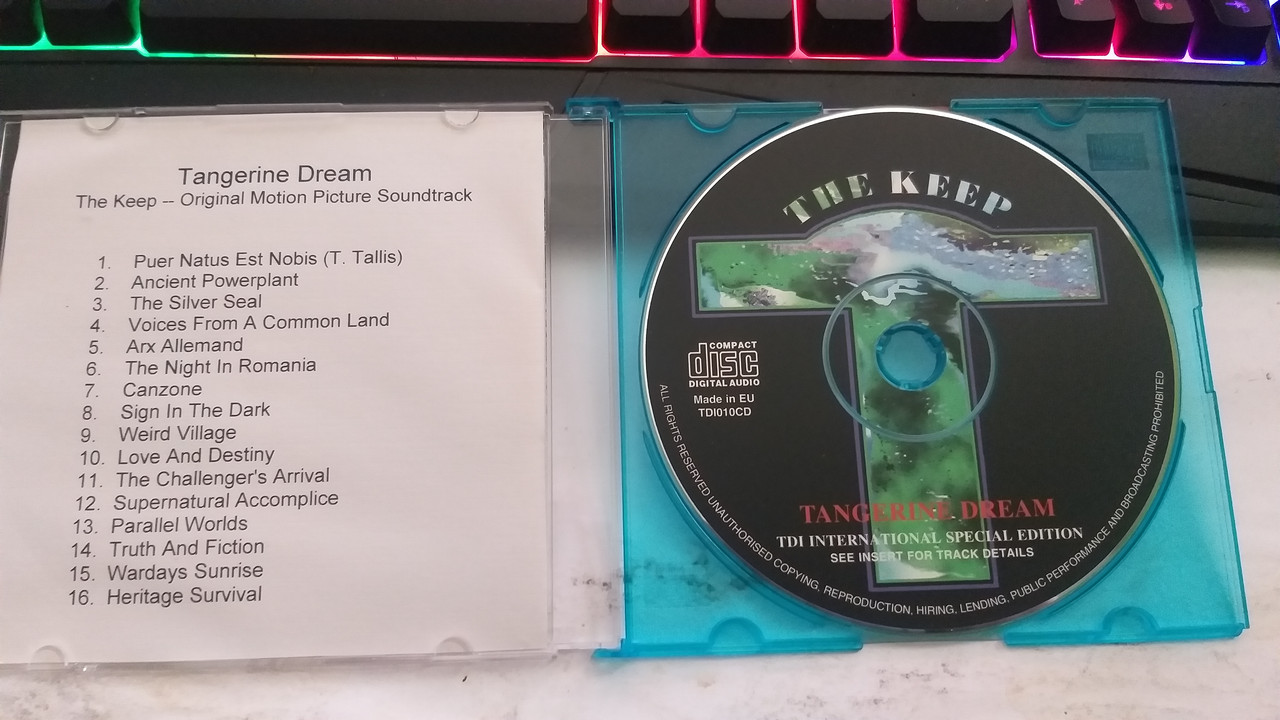 Tangerine Dream
The Keep -- Original Motion Picture Soundtrack
1. Puer Natus Est Nobis (T. Tallis)
2. Ancient Powerplant
3. The Silver Seal
4. Voices From A Common Land
5. Arx Allemand
6. The Night In Romania
7. Canzone
8. Sign In The Dark
9. Weird Village
10. Love And Destiny
11. The Challenger's Arrival
12. Supernatural Accomplice
13. Parallel Worlds
14. Truth And Fiction
15. Wardays Sunrise
16. Heritage Survival
THE KEEP
COMPACT
disc
DIGITAL AUDIO
Made in EU
TDI010CD
TANGERINE DREAM
TDI INTERNATIONAL SPECIAL EDITION
SEE INSERT FOR TRACK DETAILS
ALL RIGHTS RESERVED UNAUTHORISED COPYING, REPRODUCTION, HIRING, LENDING, PUBLIC PERFORMANCE AND BROADCASTING PROHIBITED